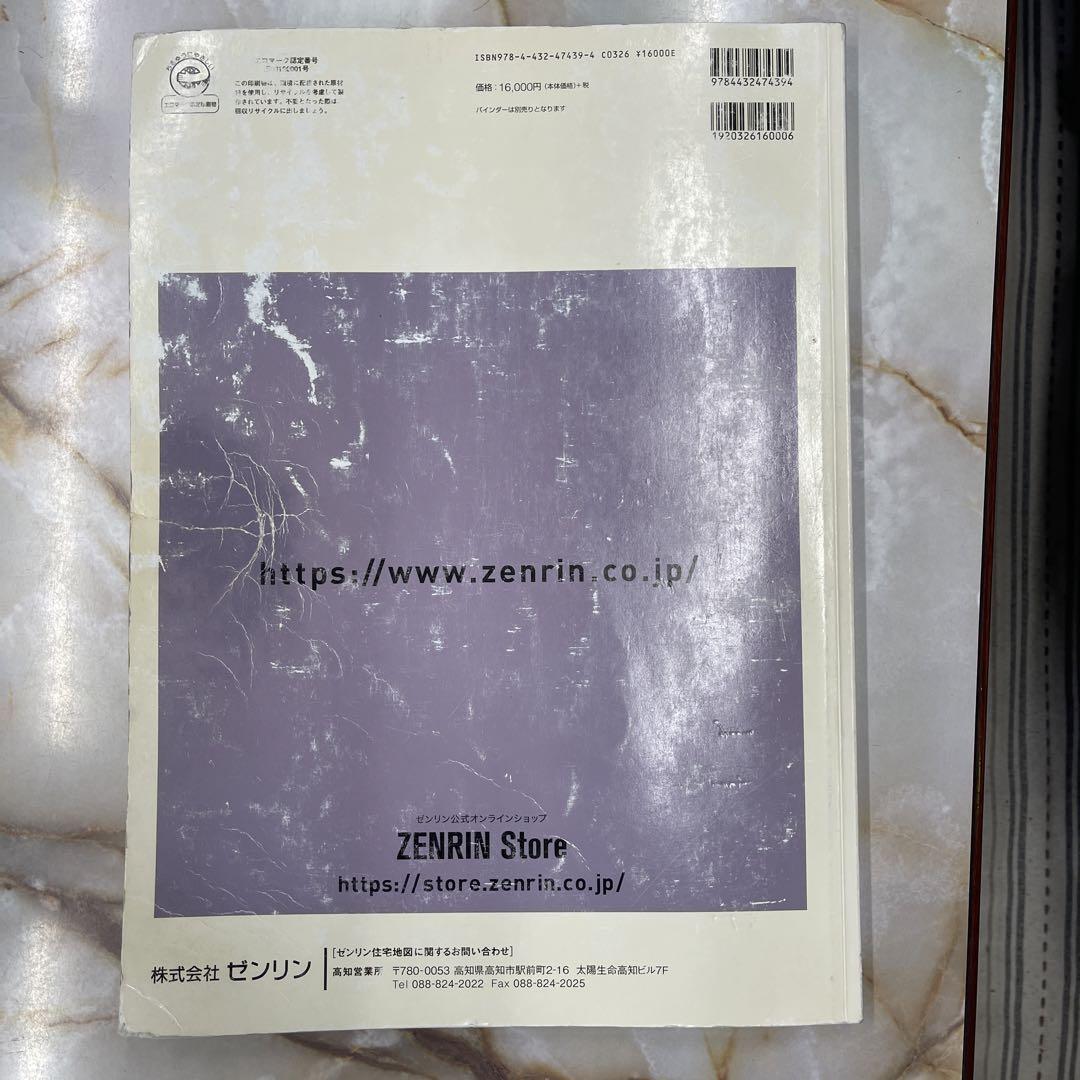 エコマーク認定番号
この印刷物は、環境に配慮された原材
料を使用し、リサイクルを考慮して製
作されています。不要となった際は、
回収リサイクルに出しましょう。
ISBN978-4-432-47439-4 C0326 ¥16000E
価格:16,000円(本体価格)+税
バインダーは別売りとなります
9784432474394
1920326160006
https://www.zenrin.co.jp/
ゼンリン公式オンラインショップ
ZENRIN Store
https://store.zenrin.co.jp/
株式会社 ゼンリン
[ゼンリン住宅地図に関するお問い合わせ]
高知営業所 〒780-0053 高知県高知市駅前町2-16 太陽生命高知ビル7F
Tel 088-824-2022 Fax 088-824-2025